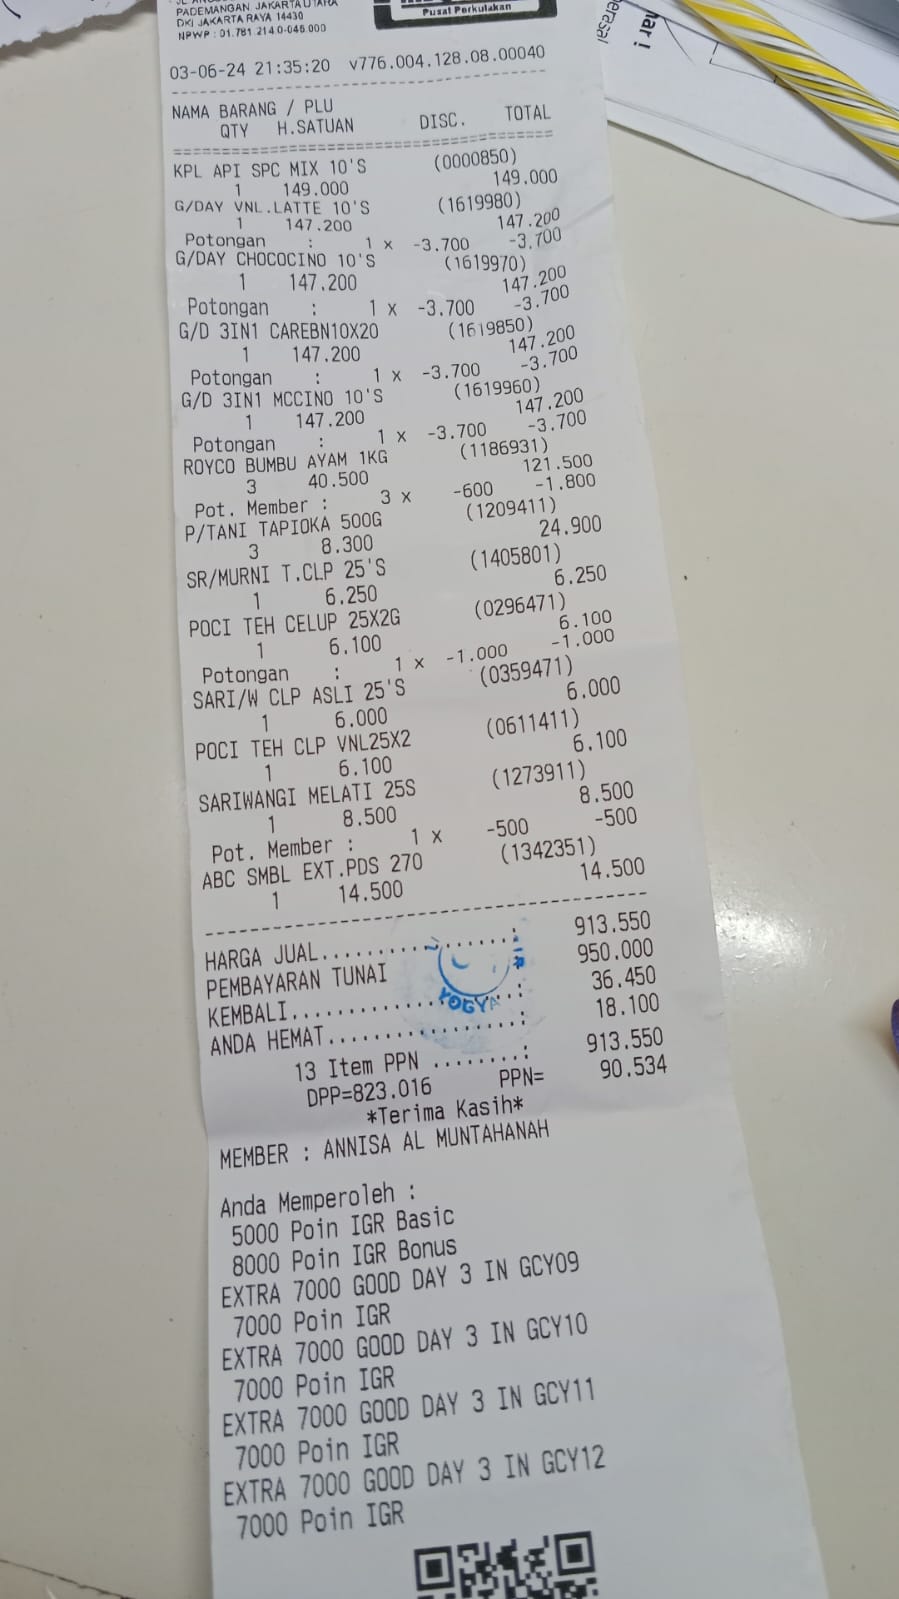 PADEMANGAN JAKARTA UTARA
DKI JAKARTA RAYA 14430
NPWP : 01.781.214.0-046.000
Pusat Perkulakan
har !
03-06-24 21:35:20 v776.004.128.08.00040
NAMA BARANG / PLU
QTY H.SATUAN DISC. TOTAL
KPL API SPC MIX 10'S (0000850)
1 149.000 149.000
G/DAY VNL.LATTE 10'S (1619980)
1 147.200 147.200
Potongan : 1 x -3.700 -3.700
G/DAY CHOCOCINO 10'S (1619970)
1 147.200 147.200
Potongan : 1 x -3.700 -3.700
G/D 3IN1 CAREBN10X20 (1619850)
1 147.200 147.200
Potongan : 1 x -3.700 -3.700
G/D 3IN1 MCCINO 10'S (1619960)
1 147.200 147.200
Potongan : 1 x -3.700 -3.700
ROYCO BUMBU AYAM 1KG (1186931)
3 40.500 121.500
Pot. Member : 3 x -600 -1.800
P/TANI TAPIOKA 500G (1209411)
3 8.300 24.900
SR/MURNI T.CLP 25'S (1405801)
1 6.250 6.250
POCI TEH CELUP 25X2G (0296471)
1 6.100 6.100
Potongan : 1 x -1.000 -1.000
SARI/W CLP ASLI 25'S (0359471)
1 6.000 6.000
POCI TEH CLP VNL25X2 (0611411)
1 6.100 6.100
SARIWANGI MELATI 25S (1273911)
1 8.500 8.500
Pot. Member : 1 x -500 -500
ABC SMBL EXT.PDS 270 (1342351)
1 14.500 14.500
HARGA JUAL..................: 913.550
PEMBAYARAN TUNAI 950.000
KEMBALI.....................: 36.450
ANDA HEMAT..................: 18.100
YOGYA
13 Item PPN ........: 913.550
DPP=823.016 PPN= 90.534
*Terima Kasih*
MEMBER : ANNISA AL MUNTAHANAH
Anda Memperoleh :
5000 Poin IGR Basic
8000 Poin IGR Bonus
EXTRA 7000 GOOD DAY 3 IN GCY09
7000 Poin IGR
EXTRA 7000 GOOD DAY 3 IN GCY10
7000 Poin IGR
EXTRA 7000 GOOD DAY 3 IN GCY11
7000 Poin IGR
EXTRA 7000 GOOD DAY 3 IN GCY12
7000 Poin IGR